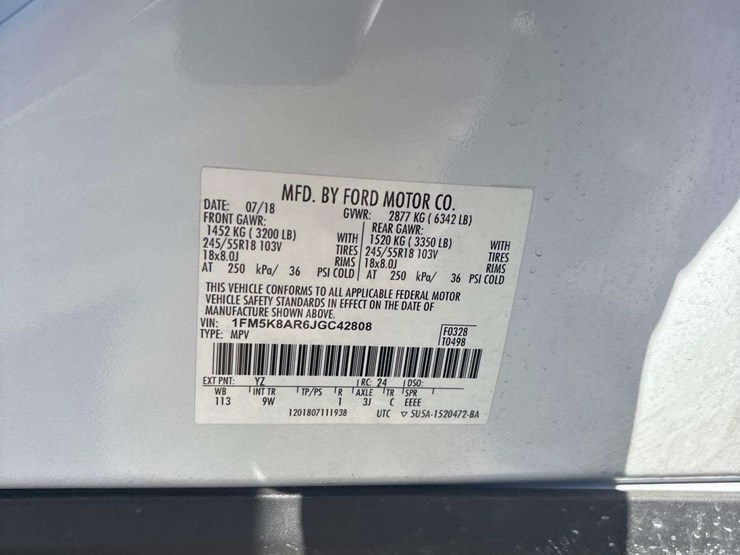 MFD. BY FORD MOTOR CO.
DATE: 07/18 GVWR: 2877 KG ( 6342 LB)
FRONT GAWR: REAR GAWR:
1452 KG ( 3200 LB) WITH 1520 KG ( 3350 LB) WITH
245/55R18 103V TIRES 245/55R18 103V TIRES
18x8.0J RIMS 18x8.0J RIMS
AT 250 kPa/ 36 PSI COLD AT 250 kPa/ 36 PSI COLD
THIS VEHICLE CONFORMS TO ALL APPLICABLE FEDERAL MOTOR
VEHICLE SAFETY STANDARDS IN EFFECT ON THE DATE OF
MANUFACTURE SHOWN ABOVE.
VIN: 1FM5K8AR6JGC42808 F0328
TYPE: MPV T0498
EXT PNT: YZ RC: 24 DSO:
WB INT TR TP/PS R AXLE TR SPR
113 9W 1 3J C EEEE
1201807111938 UTC ▽ 5U5A-1520472-BA